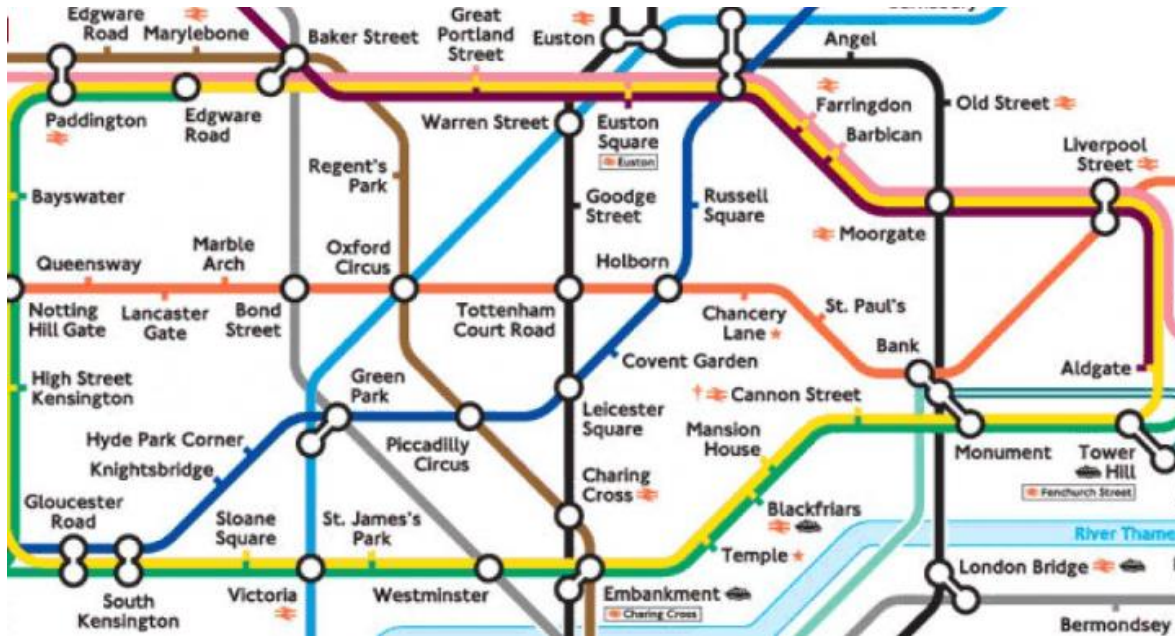 Edgware
Road
Marylebone
Baker Street
Great
Portland
Street
Euston
Angel
Paddington
Edgware
Road
Warren Street
Euston
Square
Euston
Farringdon
Barbican
Old Street
Liverpool
Street
Bayswater
Regent's
Park
Goodge
Street
Russell
Square
Moorgate
Queensway
Marble
Arch
Oxford
Circus
Holborn
Notting
Hill Gate
Lancaster
Gate
Bond
Street
Tottenham
Court Road
Chancery
Lane
St. Paul's
Bank
Covent Garden
Aldgate
High Street
Kensington
Green
Park
Cannon Street
Leicester
Square
Hyde Park Corner
Knightsbridge
Piccadilly
Circus
Mansion
House
Monument
Tower
Hill
Fenchurch Street
Charing
Cross
Gloucester
Road
Sloane
Square
St. James's
Park
Blackfriars
Temple
River Thame
South
Kensington
Victoria
Westminster
Embankment
Charing Cross
London Bridge
Bermondsey